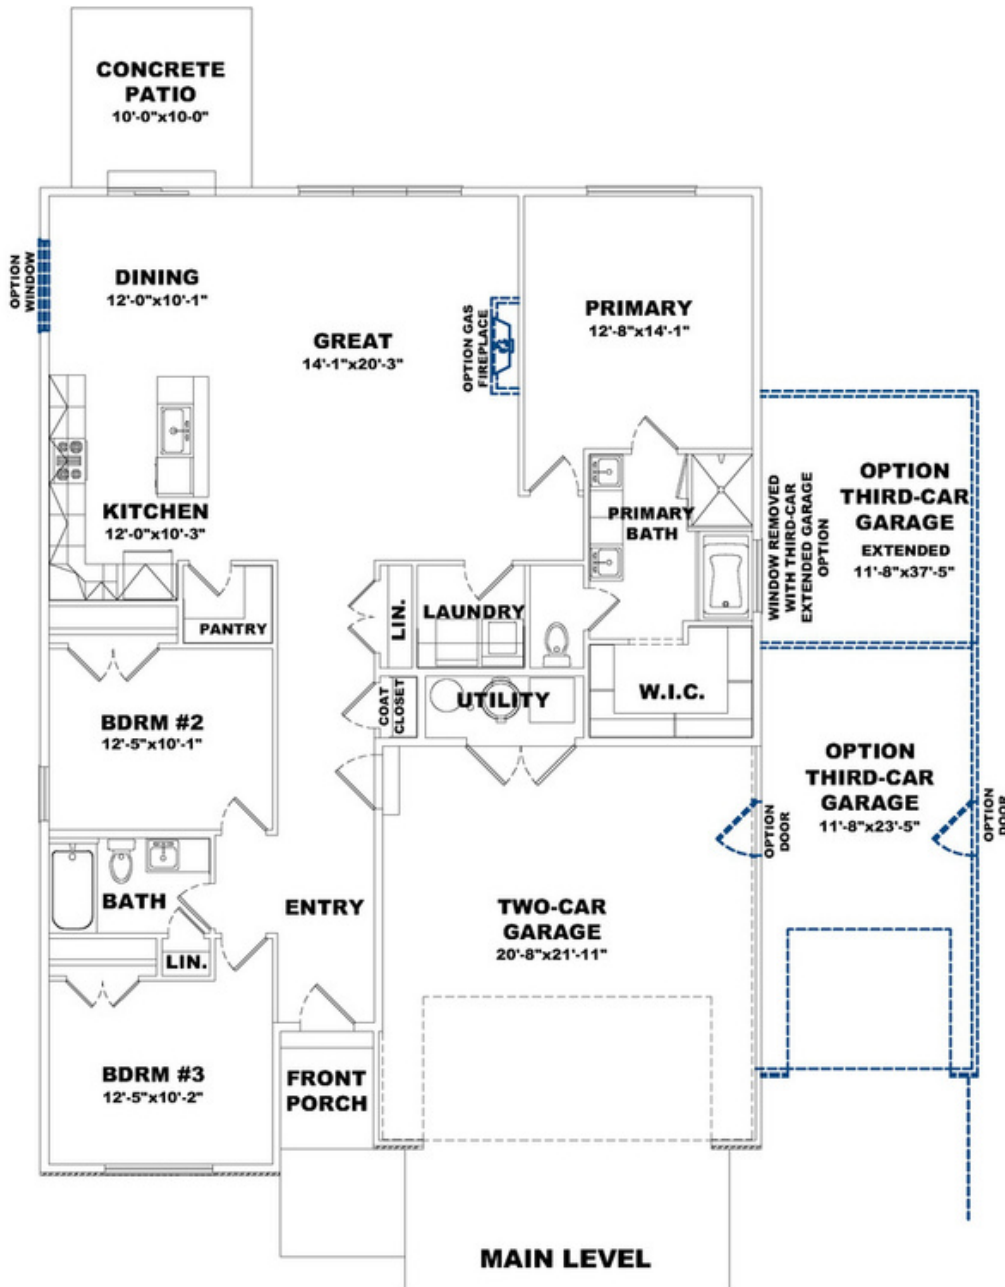 CONCRETE
PATIO
10'-0"x10-0"
OPTION
WINDOW
DINING
12'-0"x10'-1"
GREAT
14'-1"x20'-3"
OPTION GAS
FIREPLACE
PRIMARY
12'-8"x14'-1"
KITCHEN
12'-0"x10'-3"
PRIMARY
BATH
WINDOW REMOVED
WITH THIRD-CAR
EXTENDED GARAGE
OPTION
OPTION
THIRD-CAR
GARAGE
EXTENDED
11'-8"x37'-5"
PANTRY
LIN.
LAUNDRY
BDRM #2
12'-5"x10'-1"
COAT
CLOSET
UTILITY
W.I.C.
OPTION
THIRD-CAR
GARAGE
11'-8"x23'-5"
OPTION
DOOR
OPTION
DOOR
BATH
LIN.
ENTRY
TWO-CAR
GARAGE
20'-8"x21'-11"
BDRM #3
12'-5"x10'-2"
FRONT
PORCH
MAIN LEVEL